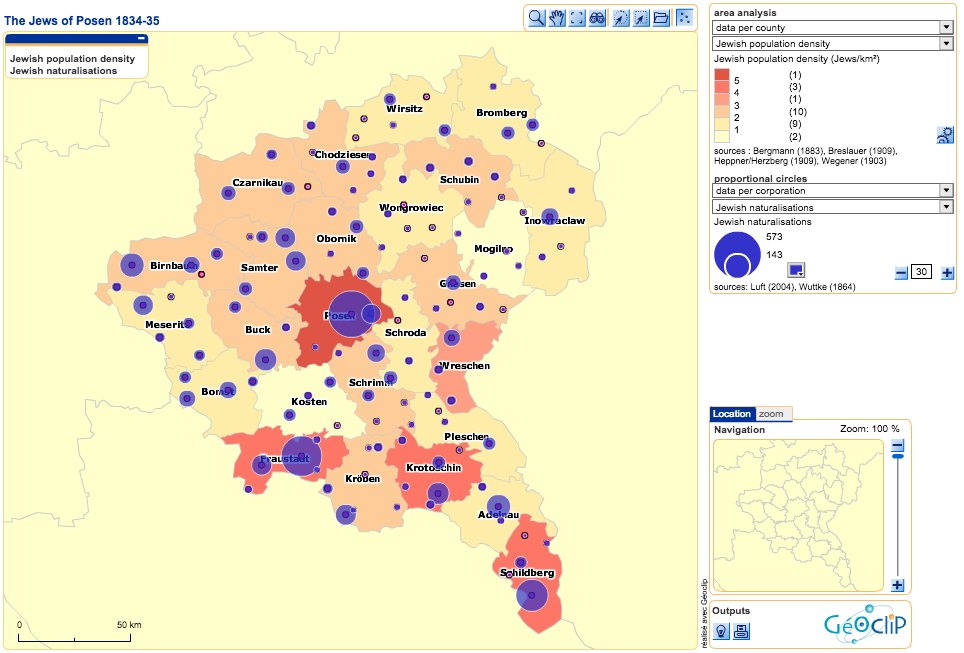 The Jews of Posen 1834-35
Jewish population density
Jewish naturalisations
Wirsitz
Bromberg
Chodziesen
Czarnikau
Schubin
Wongrowiec
Inowraclaw
Obornik
Mogilno
Birnbaum
Samter
Gnesen
Posen
Meseritz
Buck
Schroda
Wreschen
Schrimm
Bomst
Kosten
Pleschen
Fraustadt
Krotoschin
Kröben
Adelnau
Schildberg
0 50 km
area analysis
data per county
Jewish population density
Jewish population density (Jews/km²)
(1)
5
(3)
4
(1)
3
(10)
2
(9)
1
(2)
sources : Bergmann (1883), Breslauer (1909),
Heppner/Herzberg (1909), Wegener (1903)
proportional circles
data per corporation
Jewish naturalisations
Jewish naturalisations
573
143
30
sources: Luft (2004), Wuttke (1864)
Location zoom
Navigation Zoom: 100 %
réalisé avec Géoclip
Outputs
GéOcliP